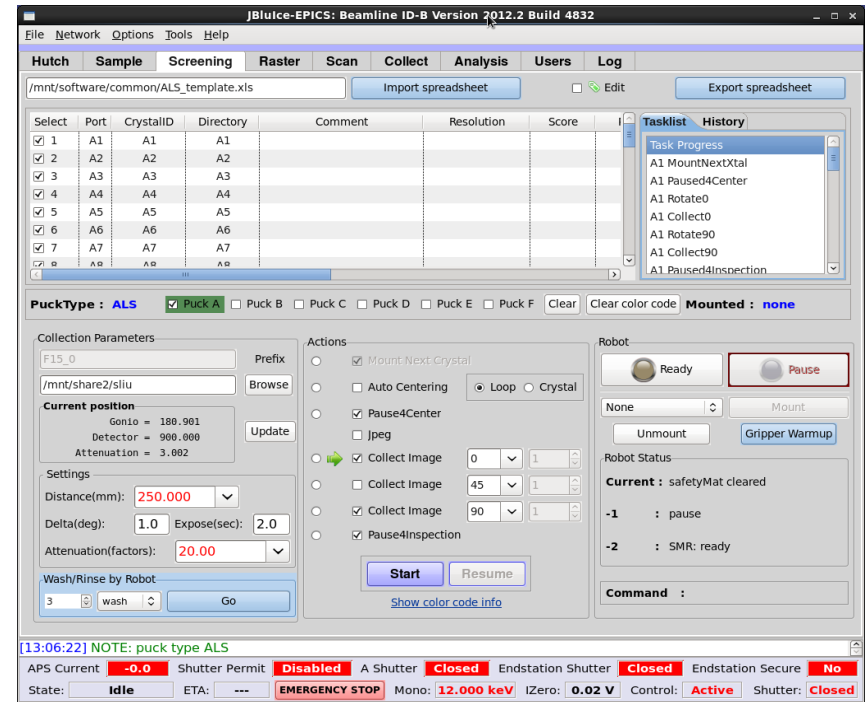 JBluIce-EPICS: Beamline ID-B Version 2012.2 Build 4832
File Network Options Tools Help
Hutch Sample Screening Raster Scan Collect Analysis Users Log
/mnt/software/common/ALS_template.xls Import spreadsheet Edit Export spreadsheet
Select Port CrystalID Directory Comment Resolution Score Tasklist History
1 A1 A1 A1
2 A2 A2 A2
3 A3 A3 A3
4 A4 A4 A4
5 A5 A5 A5
6 A6 A6 A6
7 A7 A7 A7
8 A8 A8 A8
Task Progress
A1 MountNextXtal
A1 Paused4Center
A1 Rotate0
A1 Collect0
A1 Rotate90
A1 Collect90
A1 Paused4Inspection
PuckType : ALS Puck A Puck B Puck C Puck D Puck E Puck F Clear Clear color code Mounted : none
Collection Parameters
F15_0 Prefix
/mnt/share2/sliu Browse
Current position
Gonio = 180.901
Detector = 900.000
Attenuation = 3.002
Update
Settings
Distance(mm): 250.000
Delta(deg): 1.0 Expose(sec): 2.0
Attenuation(factors): 20.00
Wash/Rinse by Robot
3 wash Go
Actions
Mount Next Crystal
Auto Centering Loop Crystal
Pause4Center
Jpeg
Collect Image 0 1
Collect Image 45 1
Collect Image 90 1
Pause4Inspection
Start Resume
Show color code info
Robot
Ready Pause
None Mount
Unmount Gripper Warmup
Robot Status
Current : safetyMat cleared
-1 : pause
-2 : SMR: ready
Command :
[13:06:22] NOTE: puck type ALS
APS Current -0.0 Shutter Permit Disabled A Shutter Closed Endstation Shutter Closed Endstation Secure No
State: Idle ETA: --- EMERGENCY STOP Mono: 12.000 keV IZero: 0.02 V Control: Active Shutter: Closed